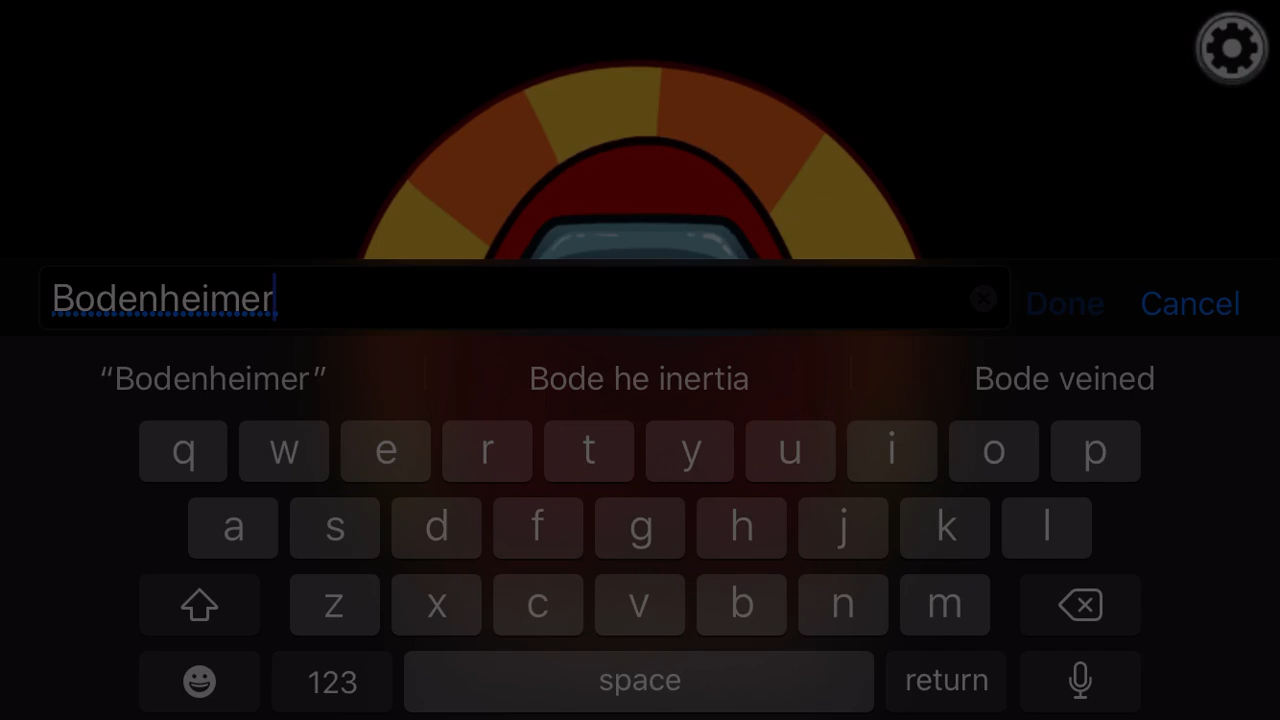 Bodenheimer
Done Cancel
“Bodenheimer” Bode he inertia Bode veined
q w e r t y u i o p
a s d f g h j k l
z x c v b n m
123 space return